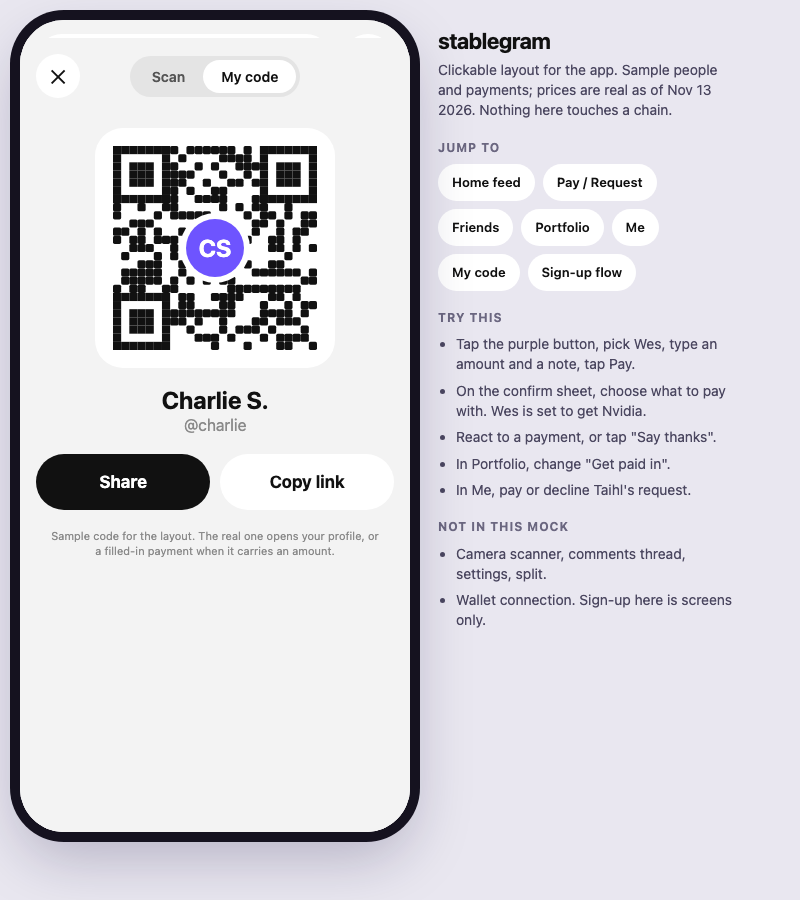 Scan
My code
CS
Charlie S.
@charlie
Share
Copy link
Sample code for the layout. The real one opens your profile, or
a filled-in payment when it carries an amount.
stablegram
Clickable layout for the app. Sample people
and payments; prices are real as of Nov 13
2026. Nothing here touches a chain.
JUMP TO
Home feed
Pay / Request
Friends
Portfolio
Me
My code
Sign-up flow
TRY THIS
• Tap the purple button, pick Wes, type an
amount and a note, tap Pay.
• On the confirm sheet, choose what to pay
with. Wes is set to get Nvidia.
• React to a payment, or tap "Say thanks".
• In Portfolio, change "Get paid in".
• In Me, pay or decline Taihl's request.
NOT IN THIS MOCK
• Camera scanner, comments thread,
settings, split.
• Wallet connection. Sign-up here is screens
only.